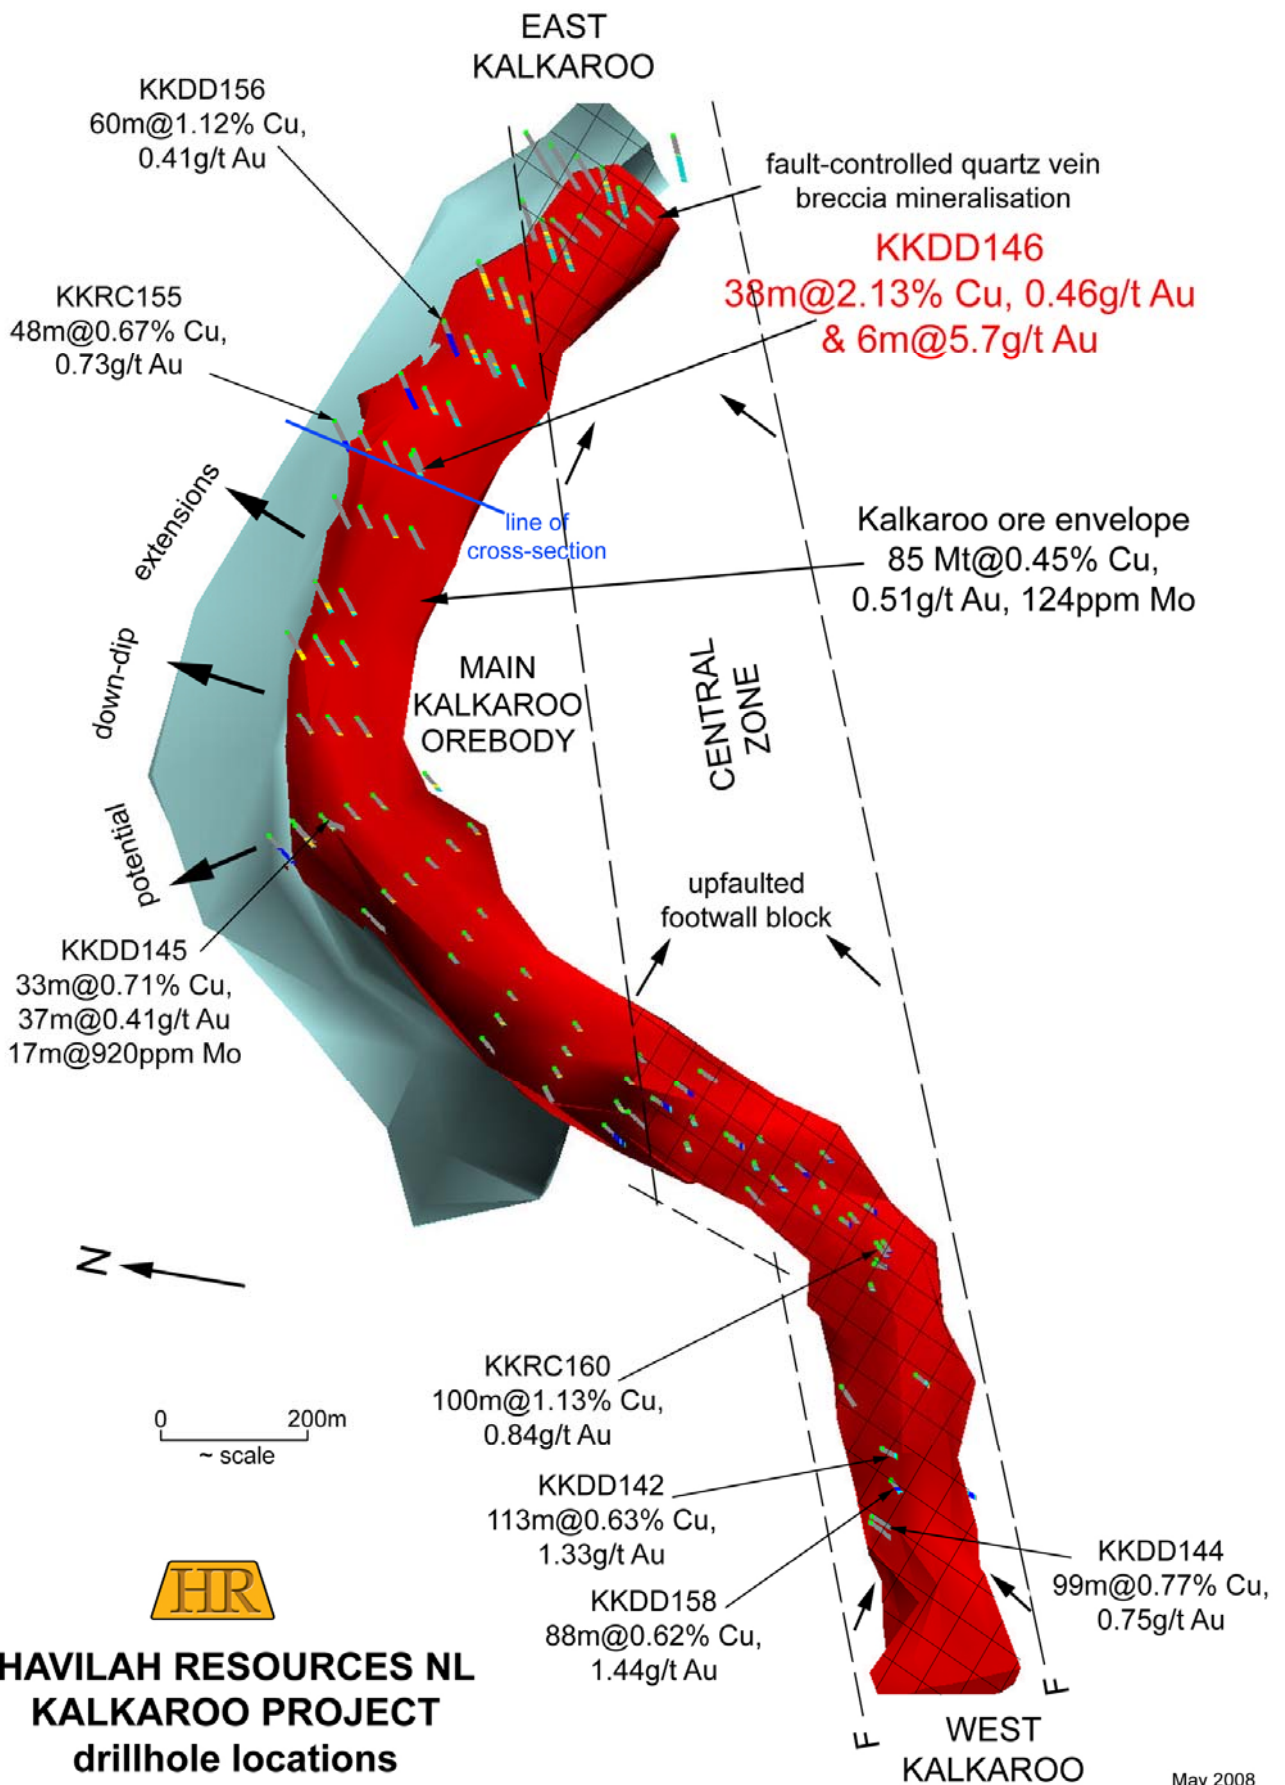 EAST
KALKAROO
KKDD156
60m@1.12% Cu,
0.41g/t Au
fault-controlled quartz vein
breccia mineralisation
KKDD146
38m@2.13% Cu, 0.46g/t Au
& 6m@5.7g/t Au
KKRC155
48m@0.67% Cu,
0.73g/t Au
line of
cross-section
extensions
down-dip
potential
Kalkaroo ore envelope
85 Mt@0.45% Cu,
0.51g/t Au, 124ppm Mo
MAIN
KALKAROO
OREBODY
CENTRAL
ZONE
upfaulted
footwall block
KKDD145
33m@0.71% Cu,
37m@0.41g/t Au
17m@920ppm Mo
N
KKRC160
100m@1.13% Cu,
0.84g/t Au
0 200m
~ scale
KKDD142
113m@0.63% Cu,
1.33g/t Au
KKDD144
99m@0.77% Cu,
0.75g/t Au
KKDD158
88m@0.62% Cu,
1.44g/t Au
HR
HAVILAH RESOURCES NL
KALKAROO PROJECT
drillhole locations
F
F
WEST
KALKAROO
May 2008